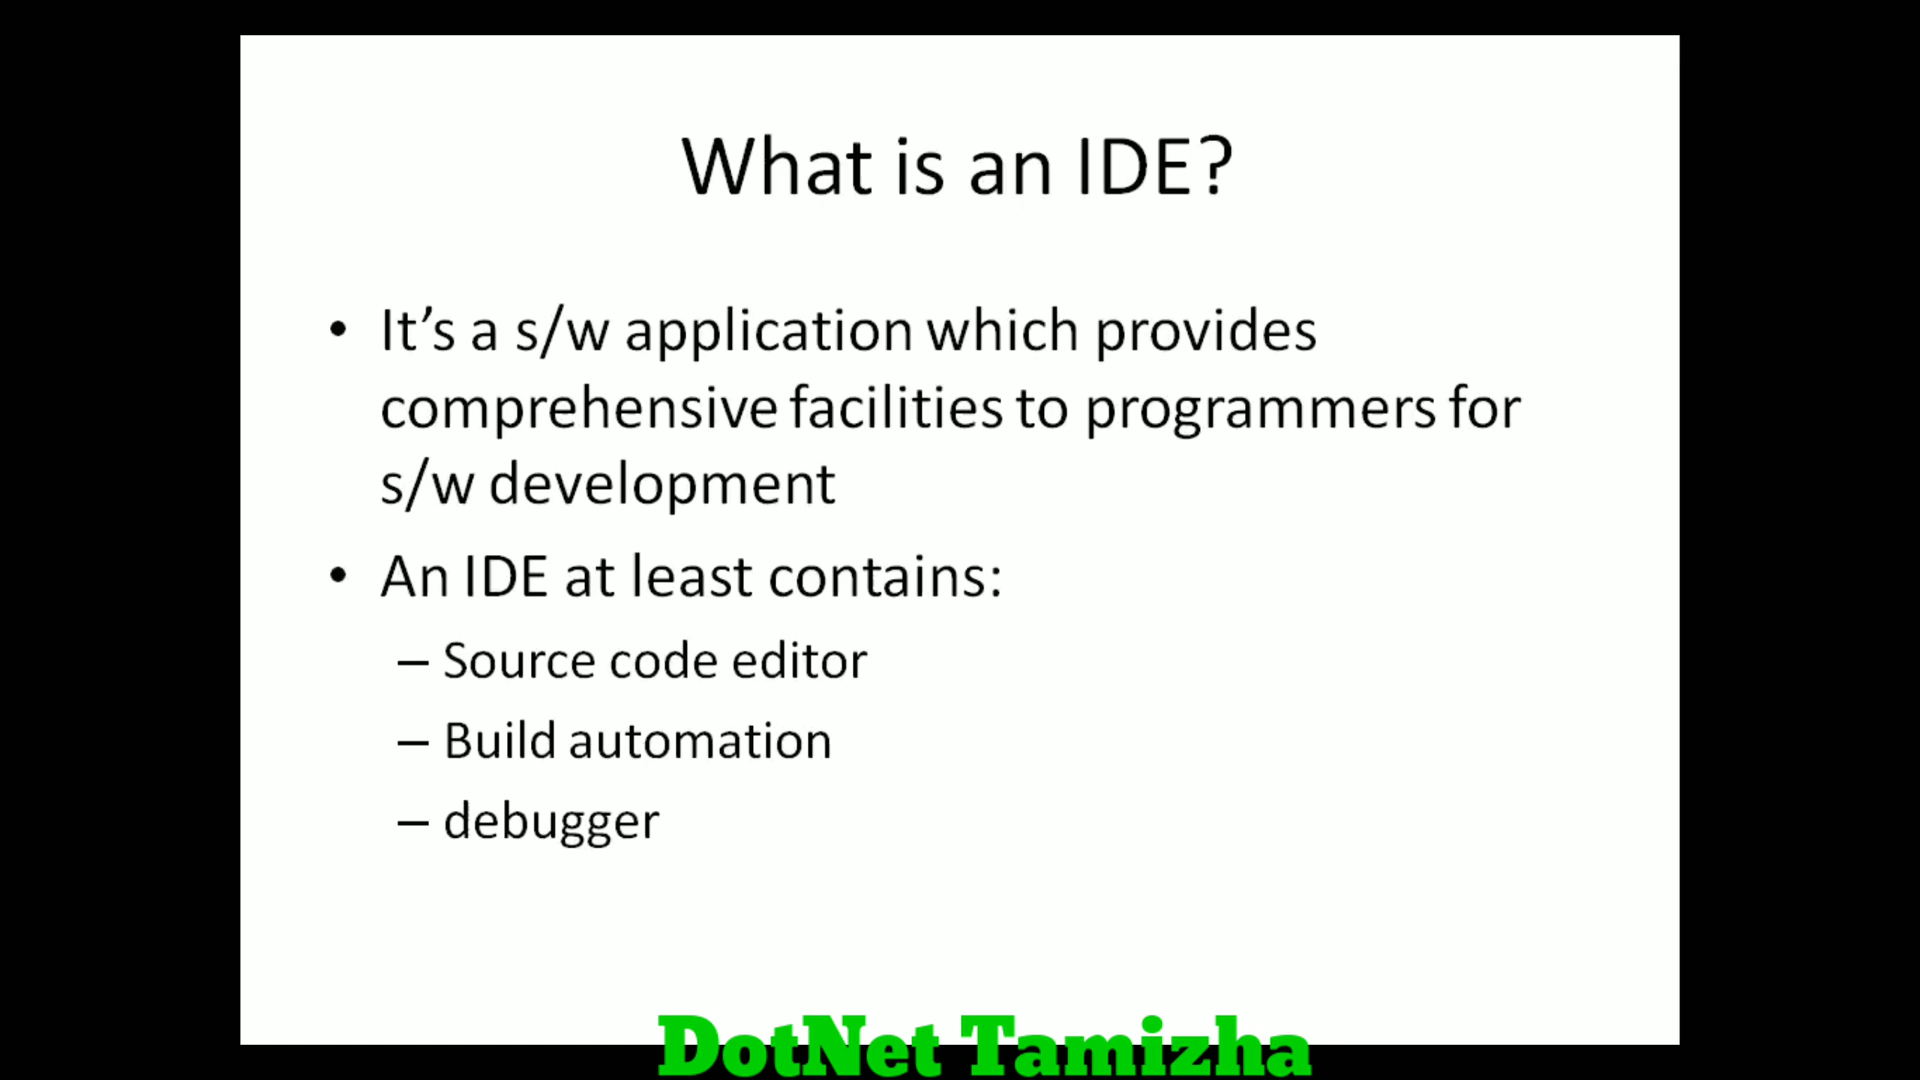 What is an IDE?
• It’s a s/w application which provides
comprehensive facilities to programmers for
s/w development
• An IDE at least contains:
– Source code editor
– Build automation
– debugger
DotNet Tamizha